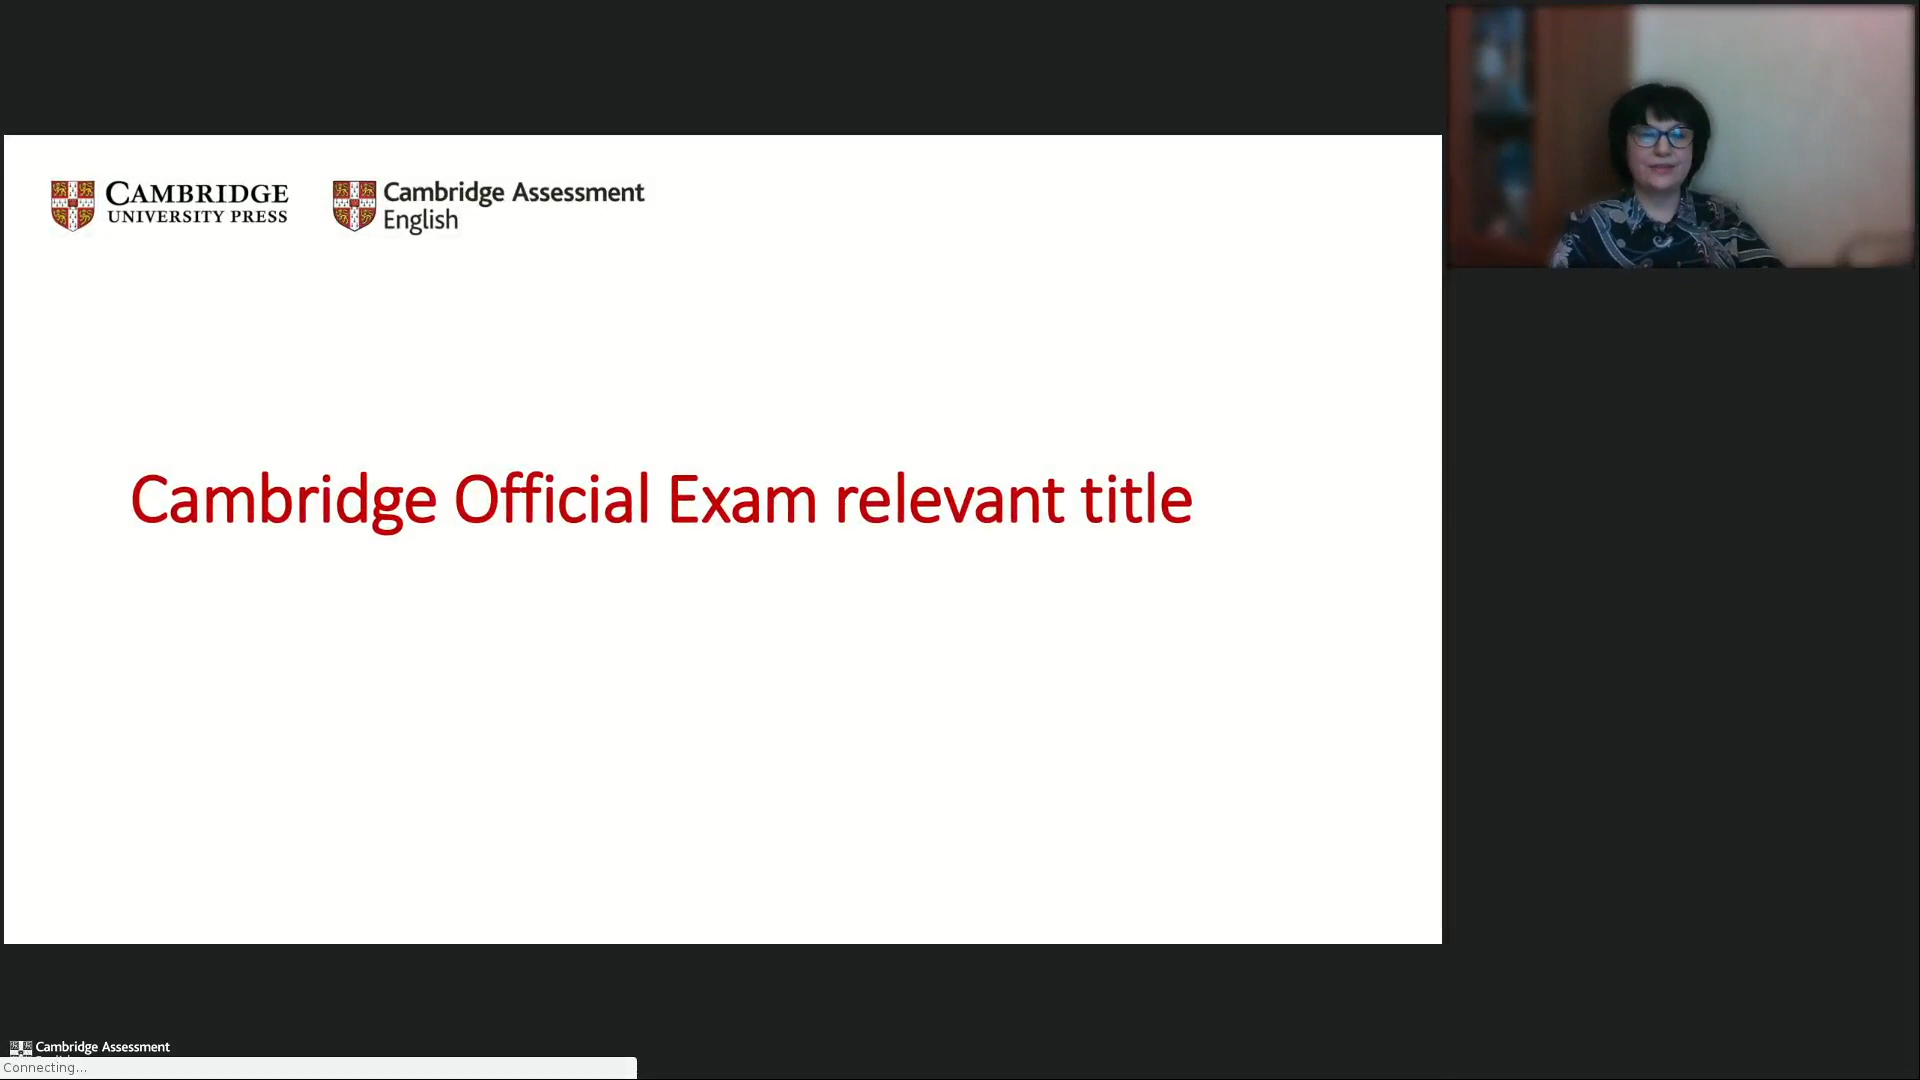 CAMBRIDGE
UNIVERSITY PRESS
Cambridge Assessment
English
Cambridge Official Exam relevant title
Cambridge Assessment
Connecting...